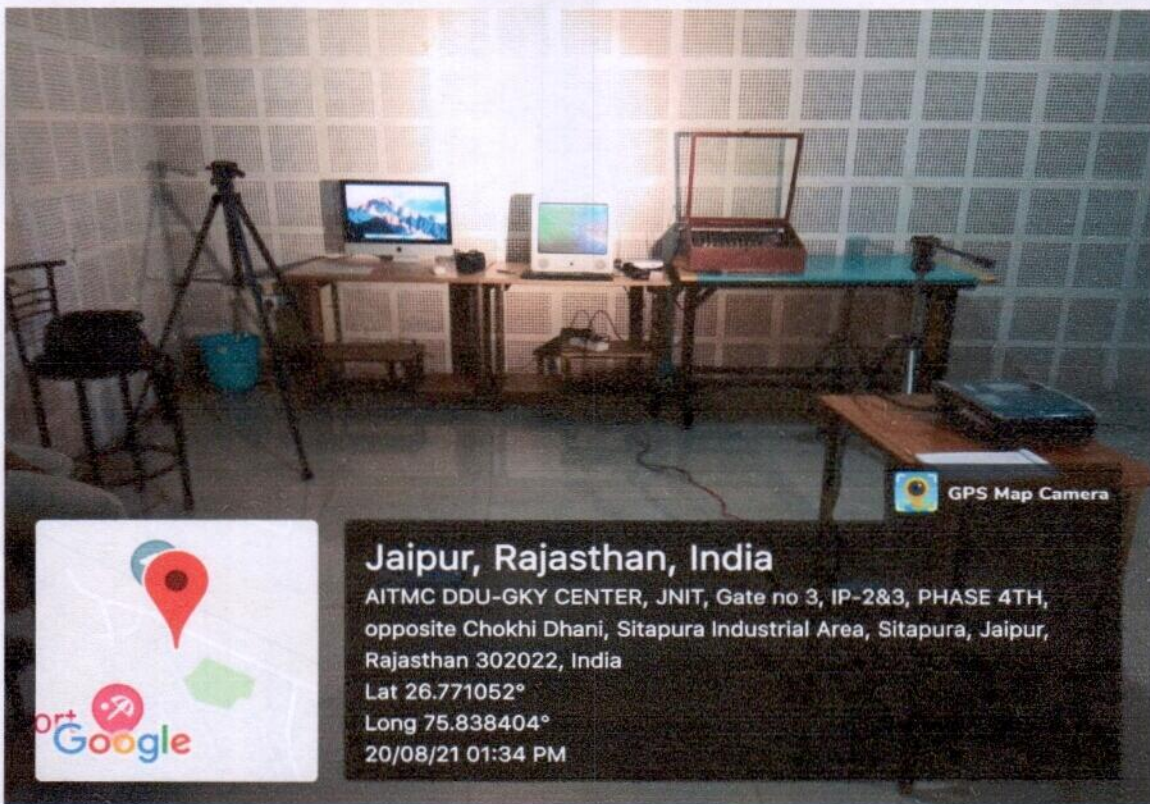 GPS Map Camera
Jaipur, Rajasthan, India
AITMC DDU-GKY CENTER, JNIT, Gate no 3, IP-2&3, PHASE 4TH,
opposite Chokhi Dhani, Sitapura Industrial Area, Sitapura, Jaipur,
Rajasthan 302022, India
Lat 26.771052°
Long 75.838404°
20/08/21 01:34 PM
ort
Google